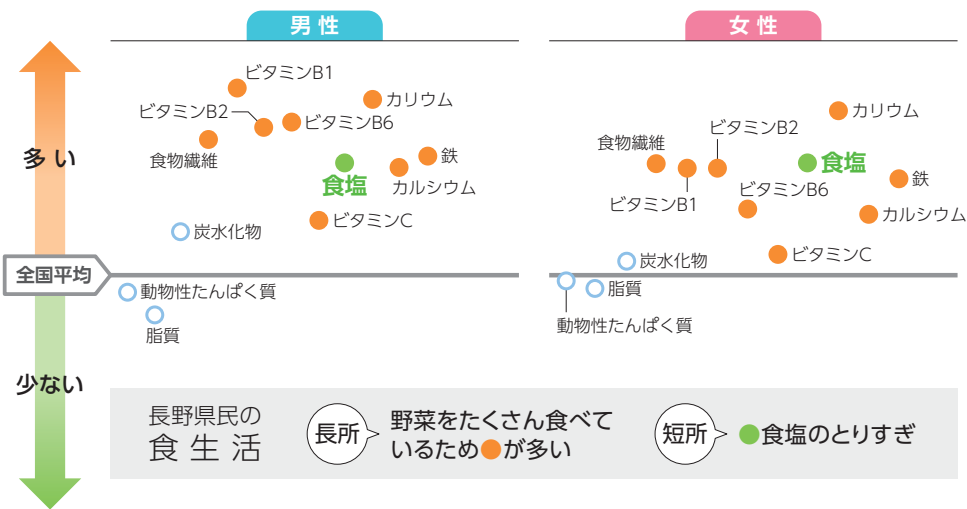 男性
ビタミンB1
カリウム
ビタミンB2
ビタミンB6
食物繊維
鉄
食塩
カルシウム
ビタミンC
炭水化物
動物性たんぱく質
脂質
女性
カリウム
ビタミンB2
食物繊維
食塩
鉄
ビタミンB1
ビタミンB6
カルシウム
ビタミンC
炭水化物
脂質
動物性たんぱく質
多い
全国平均
少ない
長野県民の
食生活
長所
野菜をたくさん食べて
いるため●が多い
短所
●食塩のとりすぎ